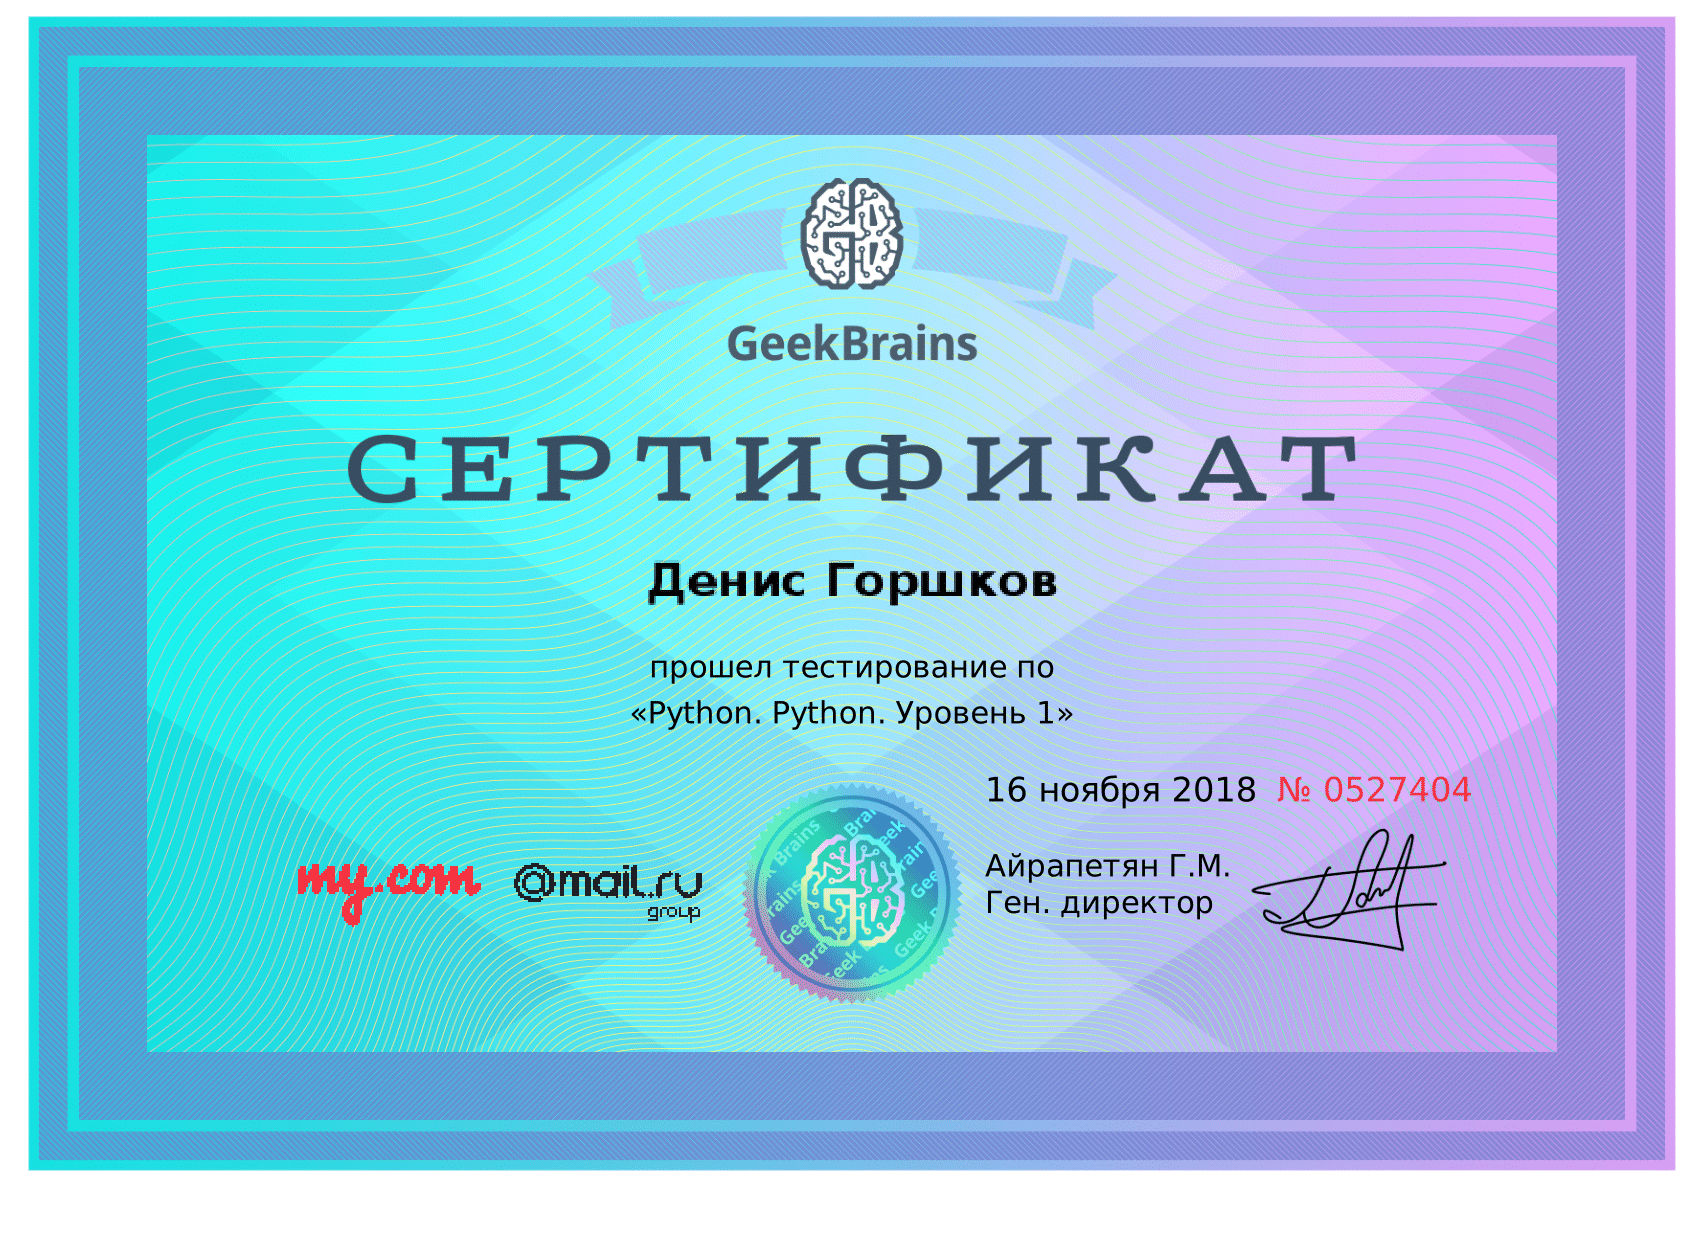 GeekBrains
СЕРТИФИКАТ
Денис Горшков
прошел тестирование по
«Python. Python. Уровень 1»
16 ноября 2018 № 0527404
my.com
@mail.ru
group
Айрапетян Г.М.
Ген. директор